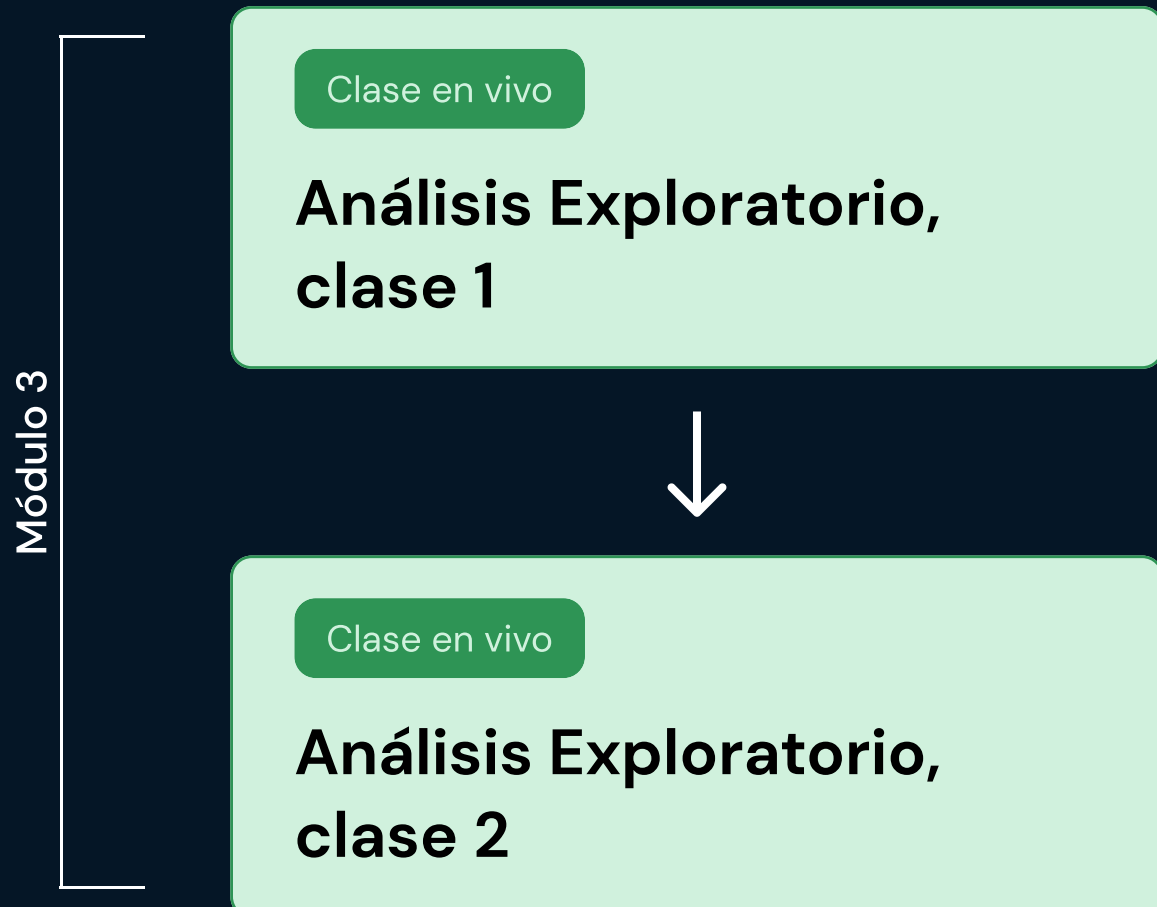 Módulo 3
Clase en vivo
Análisis Exploratorio,
clase 1
Clase en vivo
Análisis Exploratorio,
clase 2